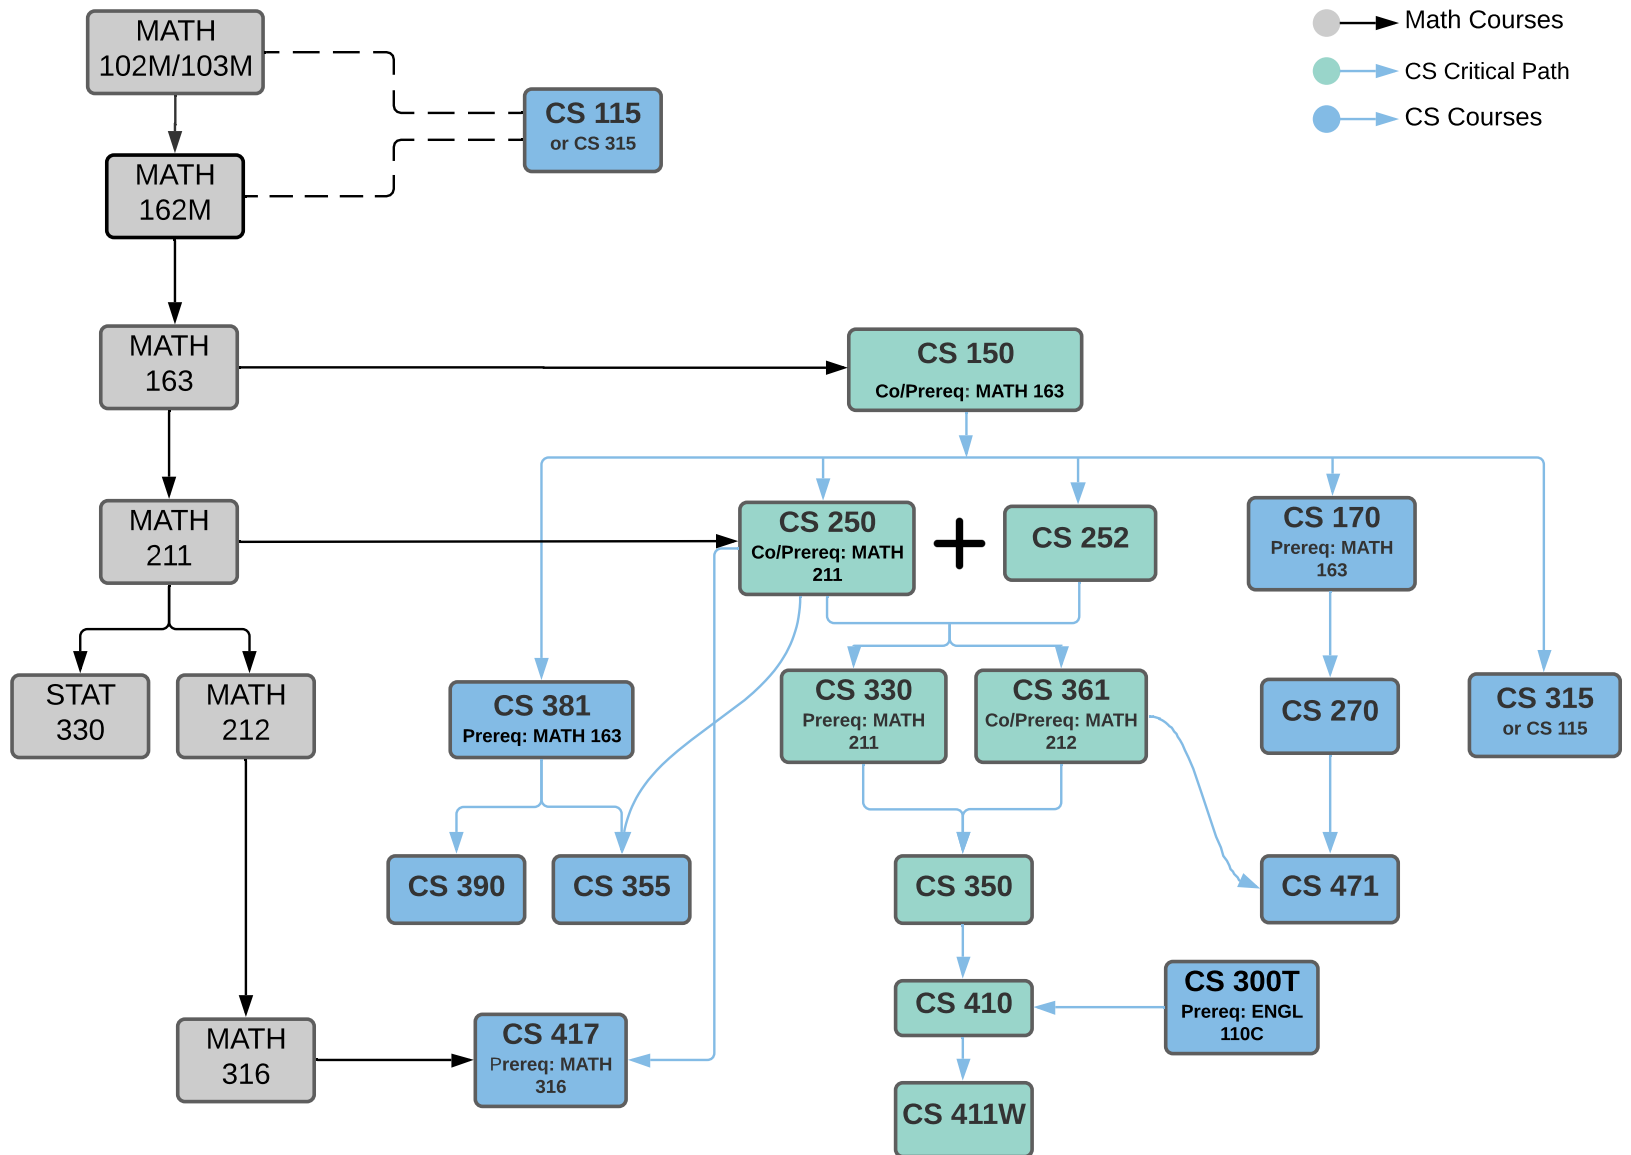 MATH
102M/103M
Math Courses
CS Critical Path
CS Courses
CS 115
or CS 315
MATH
162M
MATH
163
CS 150
Co/Prereq: MATH 163
MATH
211
CS 250
Co/Prereq: MATH
211
CS 252
CS 170
Prereq: MATH
163
STAT
330
MATH
212
CS 381
Prereq: MATH 163
CS 330
Prereq: MATH
211
CS 361
Co/Prereq: MATH
212
CS 270
CS 315
or CS 115
CS 390
CS 355
CS 350
CS 471
CS 410
CS 300T
Prereq: ENGL
110C
MATH
316
CS 417
Prereq: MATH
316
CS 411W